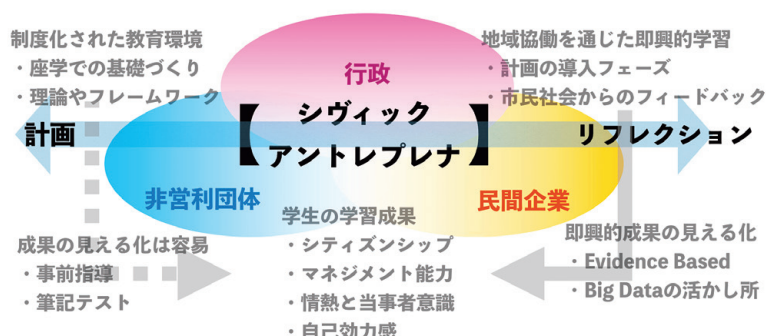 制度化された教育環境
・座学での基礎づくり
・理論やフレームワーク
地域協働を通じた即興的学習
・計画の導入フェーズ
・市民社会からのフィードバック
行政
計画
【シヴィック
アントレプレナ】
リフレクション
非営利団体
民間企業
成果の見える化は容易
・事前指導
・筆記テスト
学生の学習成果
・シティズンシップ
・マネジメント能力
・情熱と当事者意識
・自己効力感
即興的成果の見える化
・Evidence Based
・Big Dataの活かし所